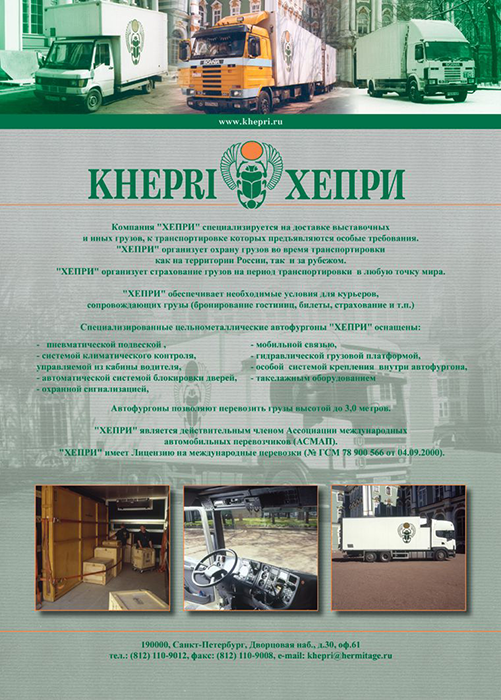 www.khepri.ru
KHEPRI ХЕПРИ
Компания "ХЕПРИ" специализируется на доставке выставочных
и иных грузов, к транспортировке которых предъявляются особые требования.
"ХЕПРИ" организует охрану грузов во время транспортировки
как на территории России, так и за рубежом.
"ХЕПРИ" организует страхование грузов на период транспортировки в любую точку мира.
"ХЕПРИ" обеспечивает необходимые условия для курьеров,
сопровождающих грузы (бронирование гостиниц, билеты, страхование и т.п.)
Специализированные цельнометаллические автофургоны "ХЕПРИ" оснащены:
- пневматической подвеской ,
- системой климатического контроля,
управляемой из кабины водителя,
- автоматической системой блокировки дверей,
- охранной сигнализацией,
- мобильной связью,
- гидравлической грузовой платформой,
- особой системой крепления внутри автофургона,
- такелажным оборудованием
Автофургоны позволяют перевозить грузы высотой до 3,0 метров.
"ХЕПРИ" является действительным членом Ассоциации международных
автомобильных перевозчиков (АСМАП).
"ХЕПРИ" имеет Лицензию на международные перевозки (№ ГСМ 78 900 566 от 04.09.2000).
190000, Санкт-Петербург, Дворцовая наб., д.30, оф.61
тел.: (812) 110-9012, факс: (812) 110-9008, e-mail: khepri@hermitage.ru